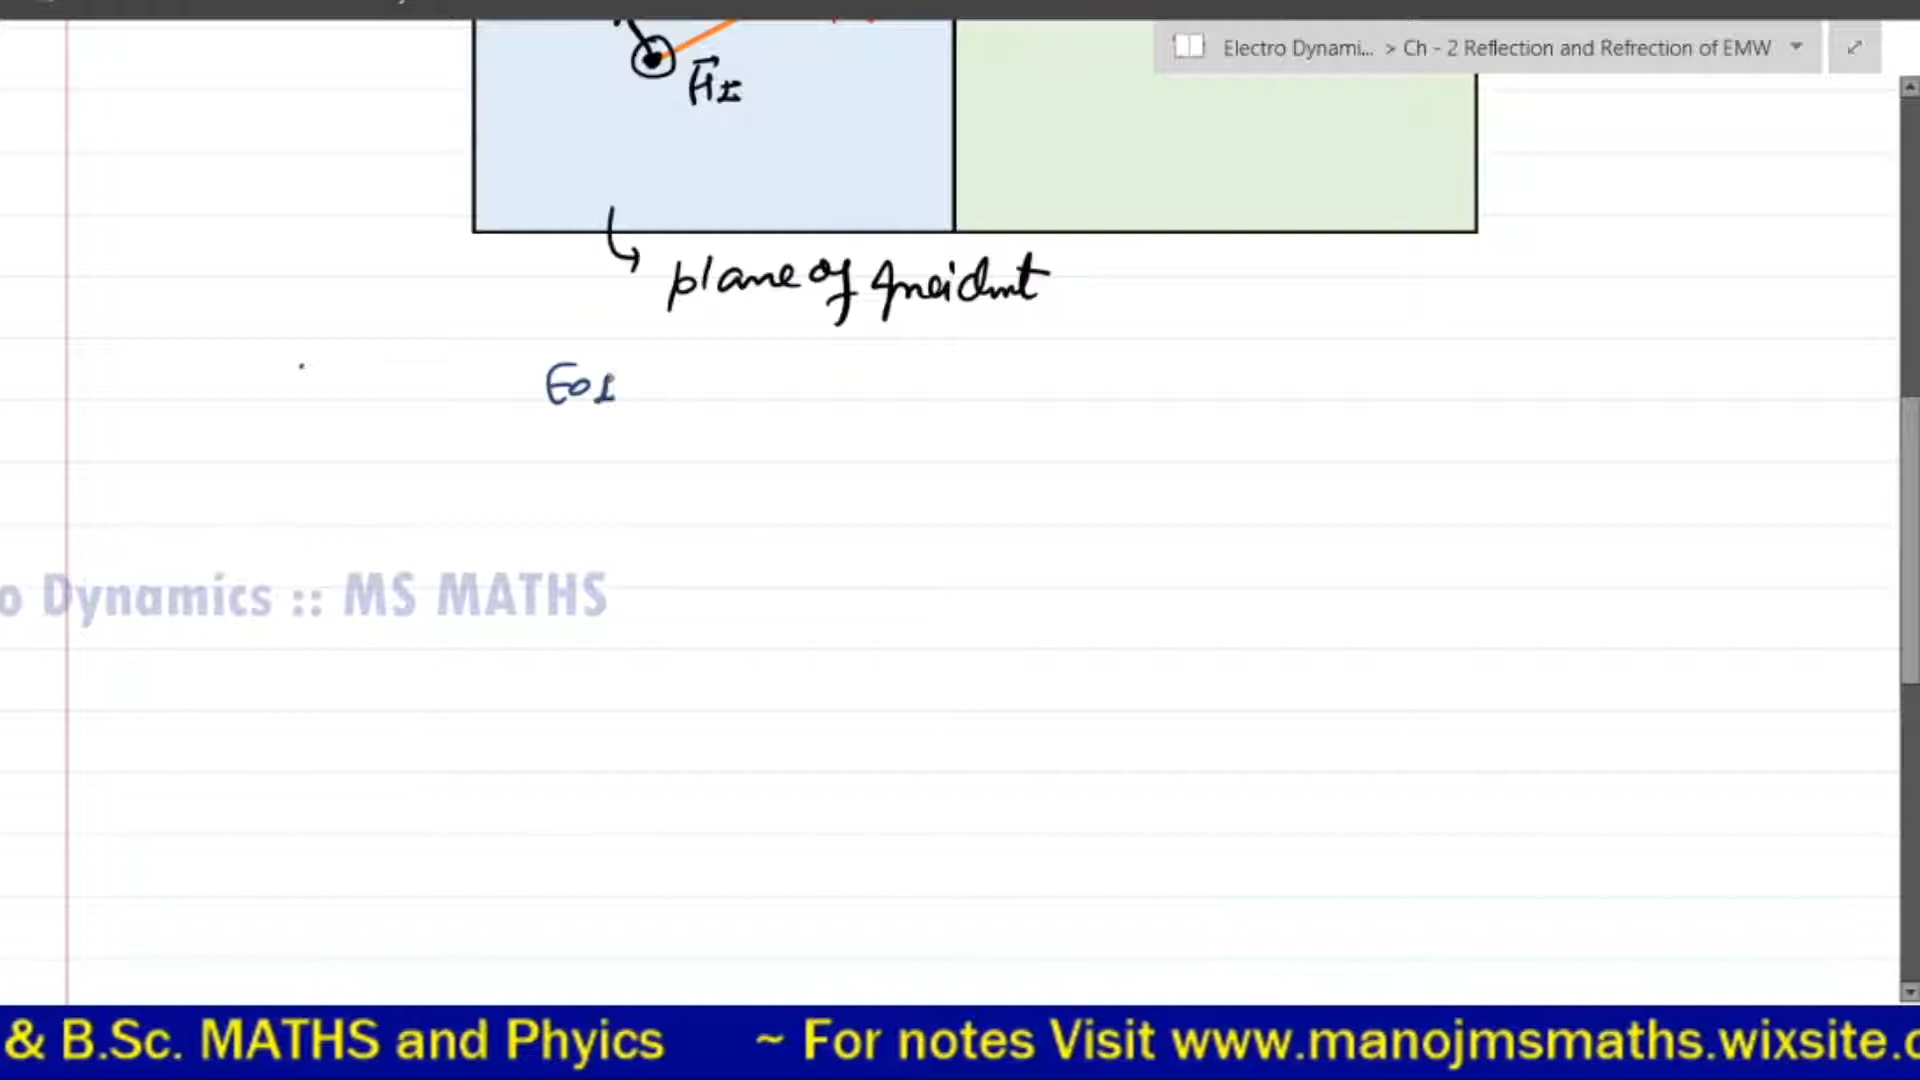 Electro Dynami... > Ch - 2 Reflection and Refrection of EMW
H⃗I
plane of Incident
E0I
o Dynamics :: MS MATHS
& B.Sc. MATHS and Phyics ~ For notes Visit www.manojmsmaths.wixsite.c